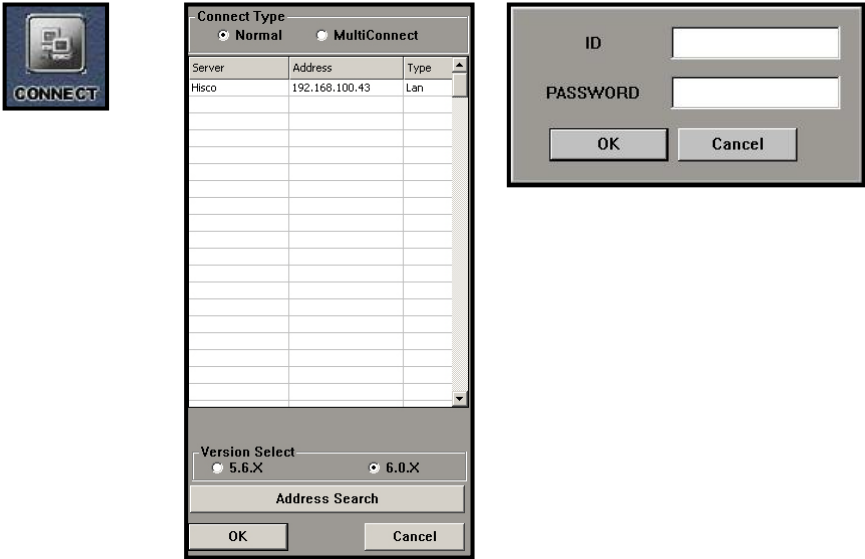 CONNECT
Connect Type
Normal MultiConnect
Server Address Type
Hisco 192.168.100.43 Lan
Version Select
5.6.X 6.0.X
Address Search
OK Cancel
ID
PASSWORD
OK Cancel